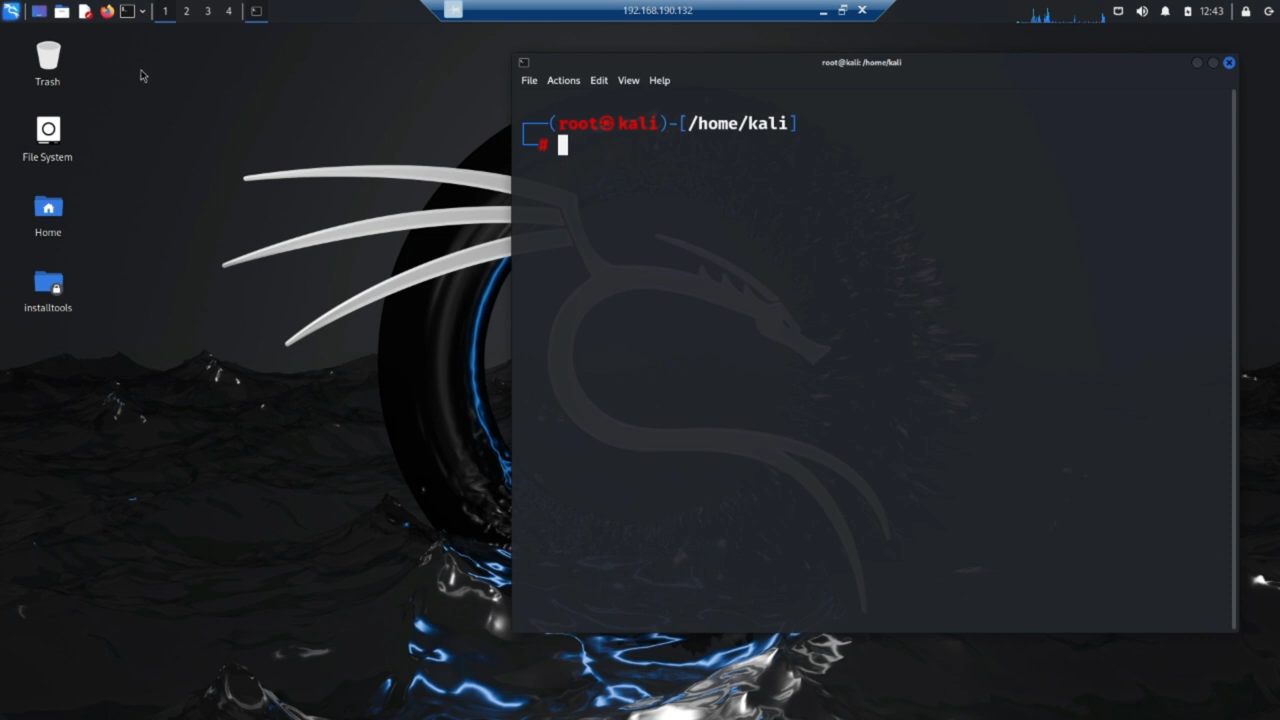 1 2 3 4
192.168.190.132
12:43
Trash
File System
Home
installtools
root@kali: /home/kali
File Actions Edit View Help
(root㉿kali)-[/home/kali]
#